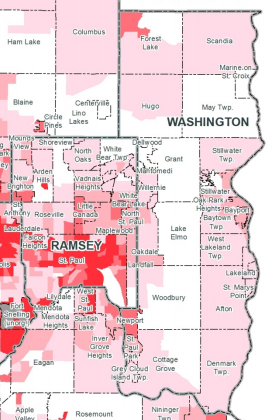 Columbus
Ham Lake
Forest
Lake
Scandia
Marine on
St. Croix
Blaine
Centerville
Lino
Lakes
Circle
Pines
Hugo
May Twp.
WASHINGTON
Mounds
View
Shoreview
North
Oaks
White
Bear Twp
Dellwood
Grant
Stillwater
Twp
New
Brighton
Arden
Hills
Vadnais
Heights
Mahtomedi
Willernie
White
Bear Lake
Stillwater
Oak Park
Heights
Bayport
Baytown
Twp
St.
Anthony
Roseville
Little
Canada
North
St. Paul
Maplewood
Lauderdale
Falcon
Heights
RAMSEY
St. Paul
Lake
Elmo
Oakdale
Landfall
West
Lakeland
Twp
Lakeland
St. Marys
Point
Afton
Woodbury
Lilydale
West
St.
Paul
Fort
Snelling
(unorg.)
Mendota
Mendota
Heights
Sunfish
Lake
Newport
Inver
Grove
Heights
St.
Paul
Park
Grey Cloud
Island Twp
Cottage
Grove
Denmark
Twp
Eagan
Apple
Valley
Rosemount
Nininger
Twp